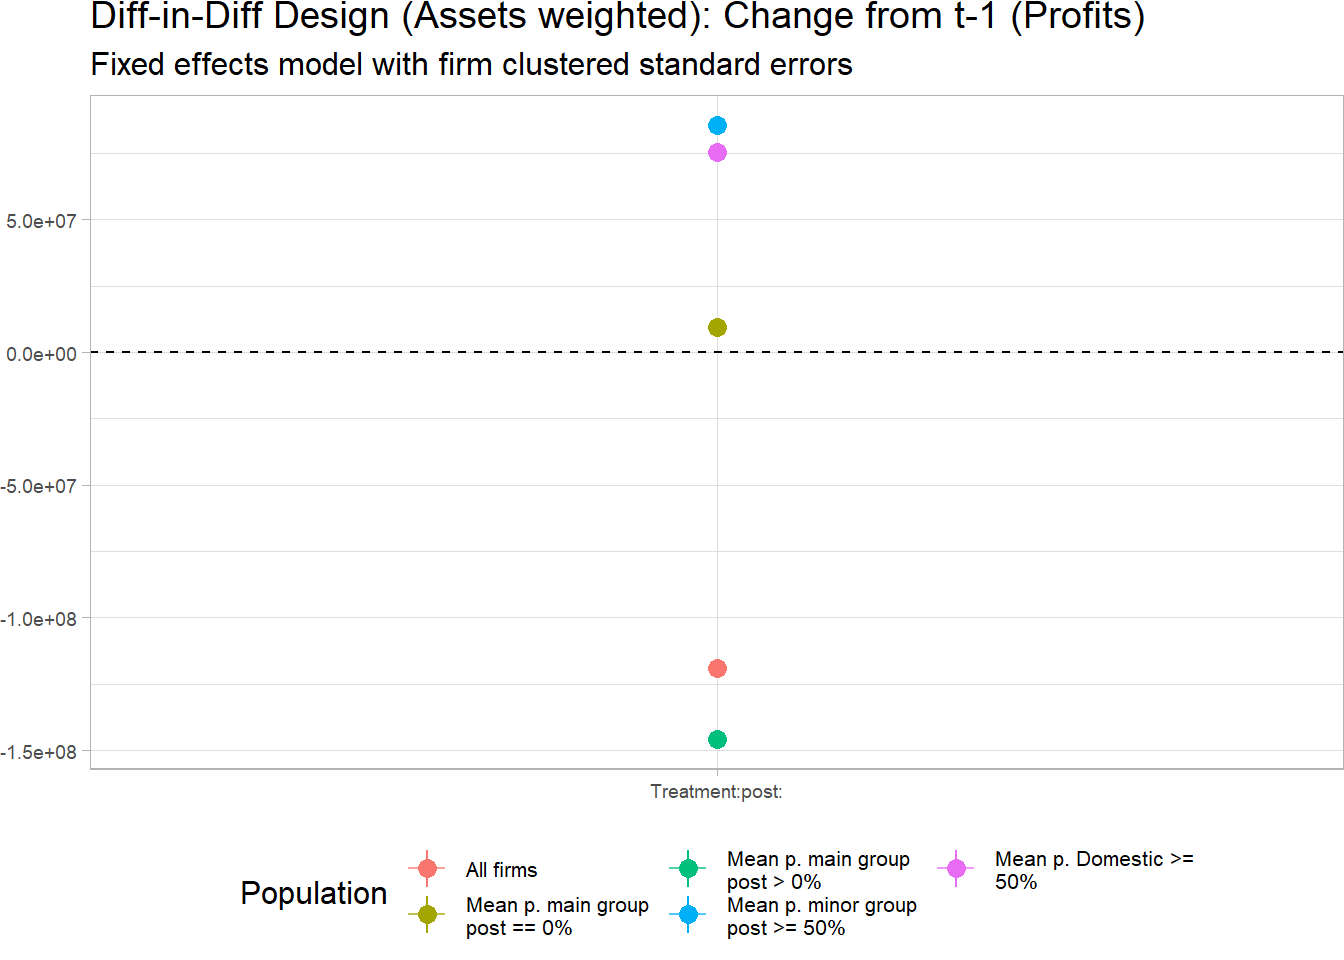 Diff-in-Diff Design (Assets weighted): Change from t-1 (Profits)
Fixed effects model with firm clustered standard errors
5.0e+07
0.0e+00
-5.0e+07
-1.0e+08
-1.5e+08
Treatment:post:
Population
All firms
Mean p. main group
post == 0%
Mean p. main group
post > 0%
Mean p. minor group
post >= 50%
Mean p. Domestic >=
50%